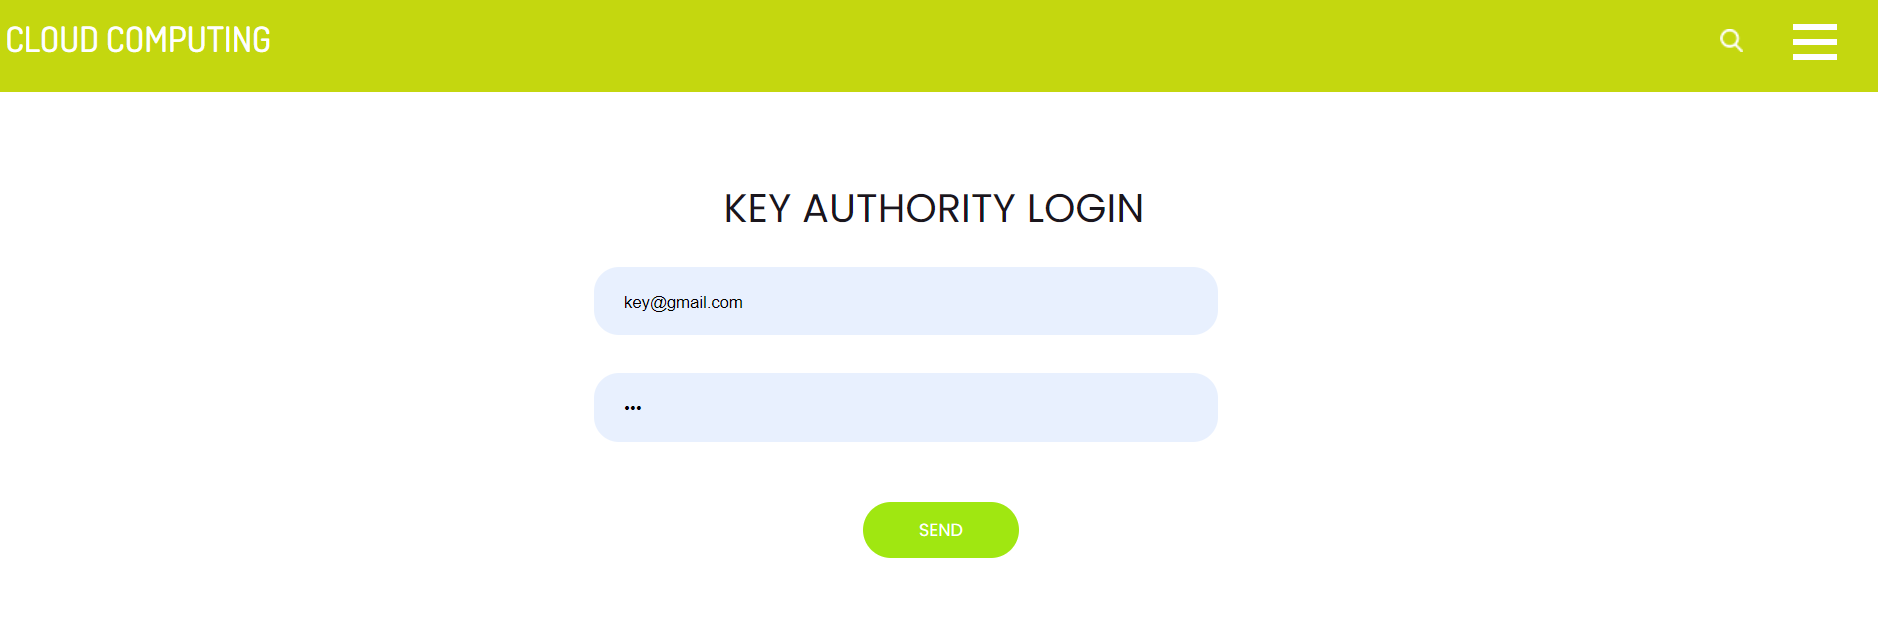 CLOUD COMPUTING
KEY AUTHORITY LOGIN
key@gmail.com
•••
SEND